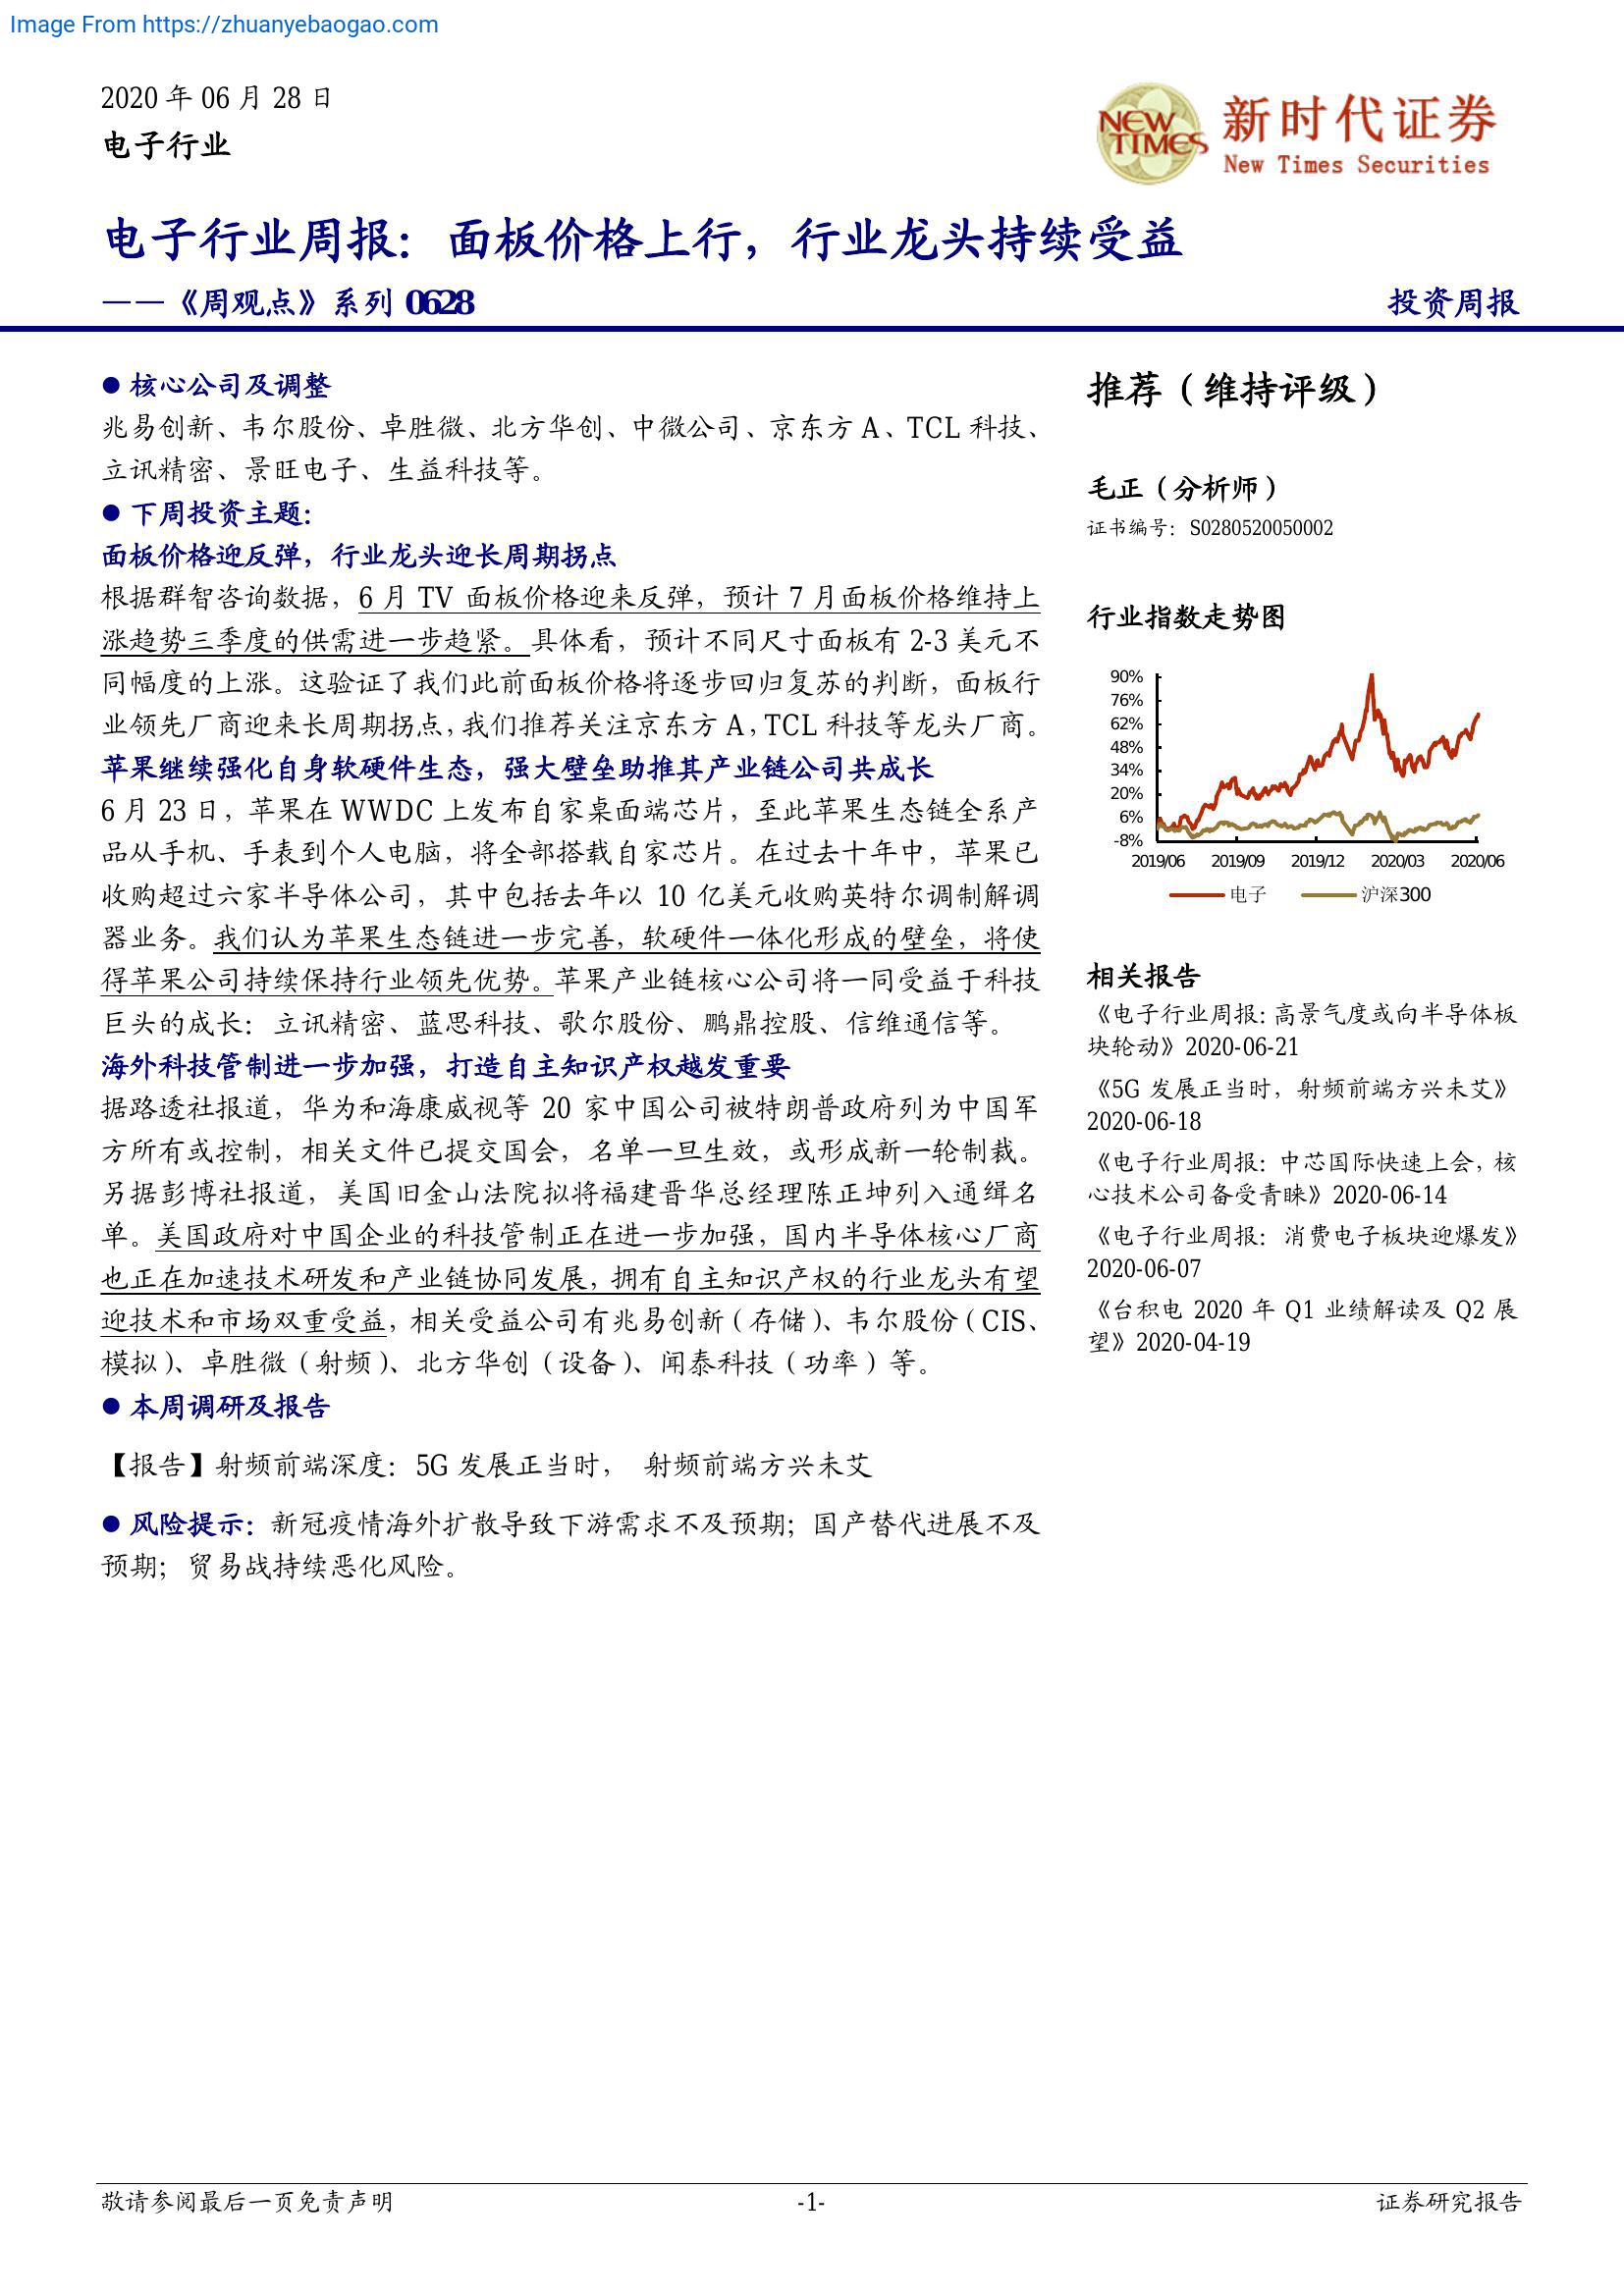 Image From https://zhuanyebaogao.com
2020 年 06 月 28 日
电子行业
NEW TIMES
新时代证券
New Times Securities
电子行业周报：面板价格上行，行业龙头持续受益
——《周观点》系列 0628
投资周报
● 核心公司及调整
兆易创新、韦尔股份、卓胜微、北方华创、中微公司、京东方 A、TCL 科技、
立讯精密、景旺电子、生益科技等。
● 下周投资主题：
面板价格迎反弹，行业龙头迎长周期拐点
根据群智咨询数据，6 月 TV 面板价格迎来反弹，预计 7 月面板价格维持上
涨趋势三季度的供需进一步趋紧。具体看，预计不同尺寸面板有 2-3 美元不
同幅度的上涨。这验证了我们此前面板价格将逐步回归复苏的判断，面板行
业领先厂商迎来长周期拐点，我们推荐关注京东方 A，TCL 科技等龙头厂商。
苹果继续强化自身软硬件生态，强大壁垒助推其产业链公司共成长
6 月 23 日，苹果在 WWDC 上发布自家桌面端芯片，至此苹果生态链全系产
品从手机、手表到个人电脑，将全部搭载自家芯片。在过去十年中，苹果已
收购超过六家半导体公司，其中包括去年以 10 亿美元收购英特尔调制解调
器业务。我们认为苹果生态链进一步完善，软硬件一体化形成的壁垒，将使
得苹果公司持续保持行业领先优势。苹果产业链核心公司将一同受益于科技
巨头的成长：立讯精密、蓝思科技、歌尔股份、鹏鼎控股、信维通信等。
海外科技管制进一步加强，打造自主知识产权越发重要
据路透社报道，华为和海康威视等 20 家中国公司被特朗普政府列为中国军
方所有或控制，相关文件已提交国会，名单一旦生效，或形成新一轮制裁。
另据彭博社报道，美国旧金山法院拟将福建晋华总经理陈正坤列入通缉名
单。美国政府对中国企业的科技管制正在进一步加强，国内半导体核心厂商
也正在加速技术研发和产业链协同发展，拥有自主知识产权的行业龙头有望
迎技术和市场双重受益，相关受益公司有兆易创新（存储）、韦尔股份（CIS、
模拟）、卓胜微（射频）、北方华创（设备）、闻泰科技（功率）等。
● 本周调研及报告
【报告】射频前端深度：5G 发展正当时， 射频前端方兴未艾
● 风险提示：新冠疫情海外扩散导致下游需求不及预期；国产替代进展不及
预期；贸易战持续恶化风险。
推荐（维持评级）
毛正（分析师）
证书编号：S0280520050002
行业指数走势图
90%
76%
62%
48%
34%
20%
6%
-8%
2019/06 2019/09 2019/12 2020/03 2020/06
电子 沪深300
相关报告
《电子行业周报：高景气度或向半导体板
块轮动》2020-06-21
《5G 发展正当时，射频前端方兴未艾》
2020-06-18
《电子行业周报：中芯国际快速上会，核
心技术公司备受青睐》2020-06-14
《电子行业周报：消费电子板块迎爆发》
2020-06-07
《台积电 2020 年 Q1 业绩解读及 Q2 展
望》2020-04-19
敬请参阅最后一页免责声明
-1-
证券研究报告